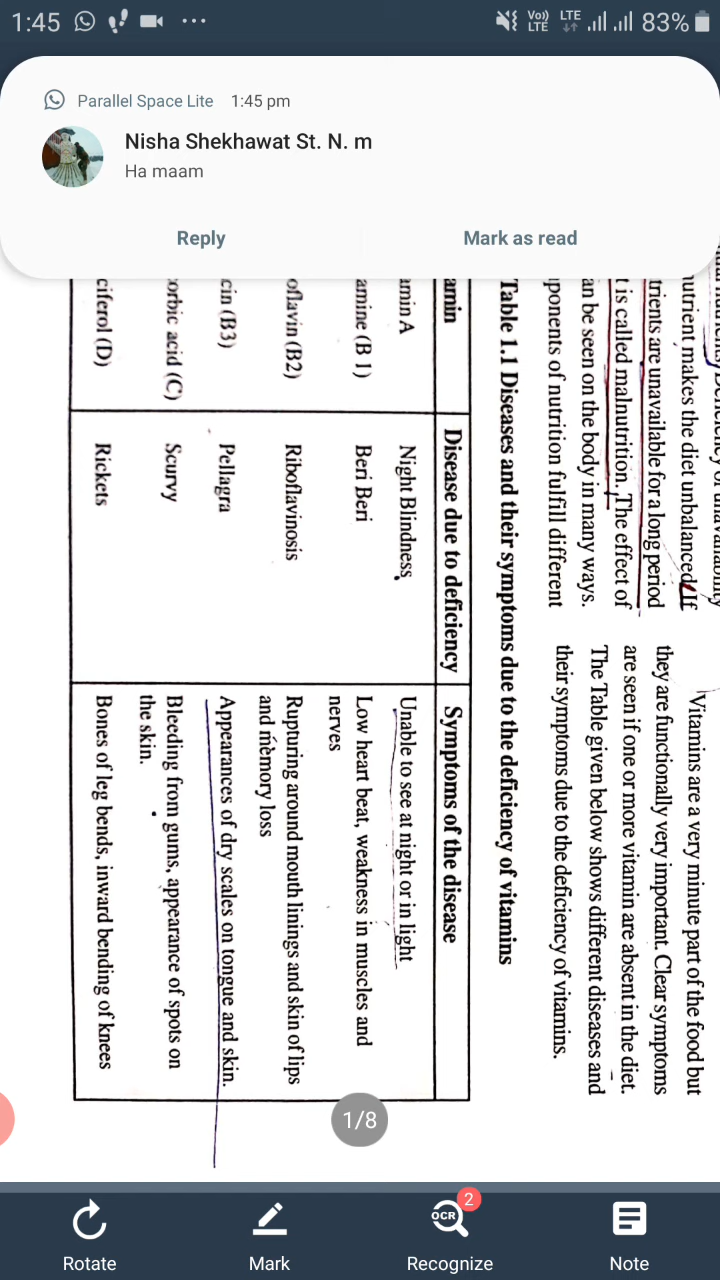 1:45
Vo)) LTE
LTE
83%
Parallel Space Lite 1:45 pm
Nisha Shekhawat St. N. m
Ha maam
Reply
Mark as read
nutrient makes the diet unbalanced. If
trients are unavailable for a long period
t is called malnutrition. The effect of
an be seen on the body in many ways.
ponents of nutrition fulfill different
Vitamins are a very minute part of the food but
they are functionally very important. Clear symptoms
are seen if one or more vitamin are absent in the diet.
The Table given below shows different diseases and
their symptoms due to the deficiency of vitamins.
Table 1.1 Diseases and their symptoms due to the deficiency of vitamins
amin Disease due to deficiency Symptoms of the disease
amin A Night Blindness Unable to see at night or in light
amine (B 1) Beri Beri Low heart beat, weakness in muscles and
nerves
oflavin (B2) Riboflavinosis Rupturing around mouth linings and skin of lips
and memory loss
cin (B3) Pellagra Appearances of dry scales on tongue and skin.
corbic acid (C) Scurvy Bleeding from gums, appearance of spots on
the skin.
ciferol (D) Rickets Bones of leg bends, inward bending of knees
1/8
OCR
2
Rotate
Mark
Recognize
Note